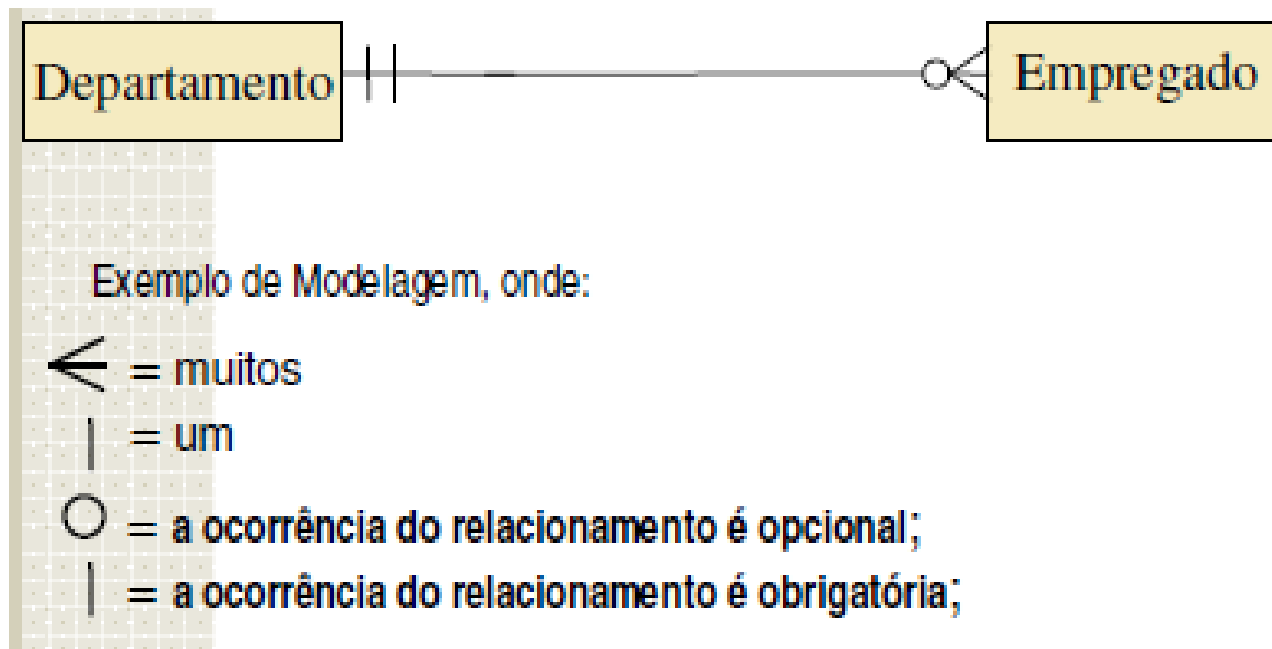 Departamento
Empregado
Exemplo de Modelagem, onde:
= muitos
= um
= a ocorrência do relacionamento é opcional;
= a ocorrência do relacionamento é obrigatória;